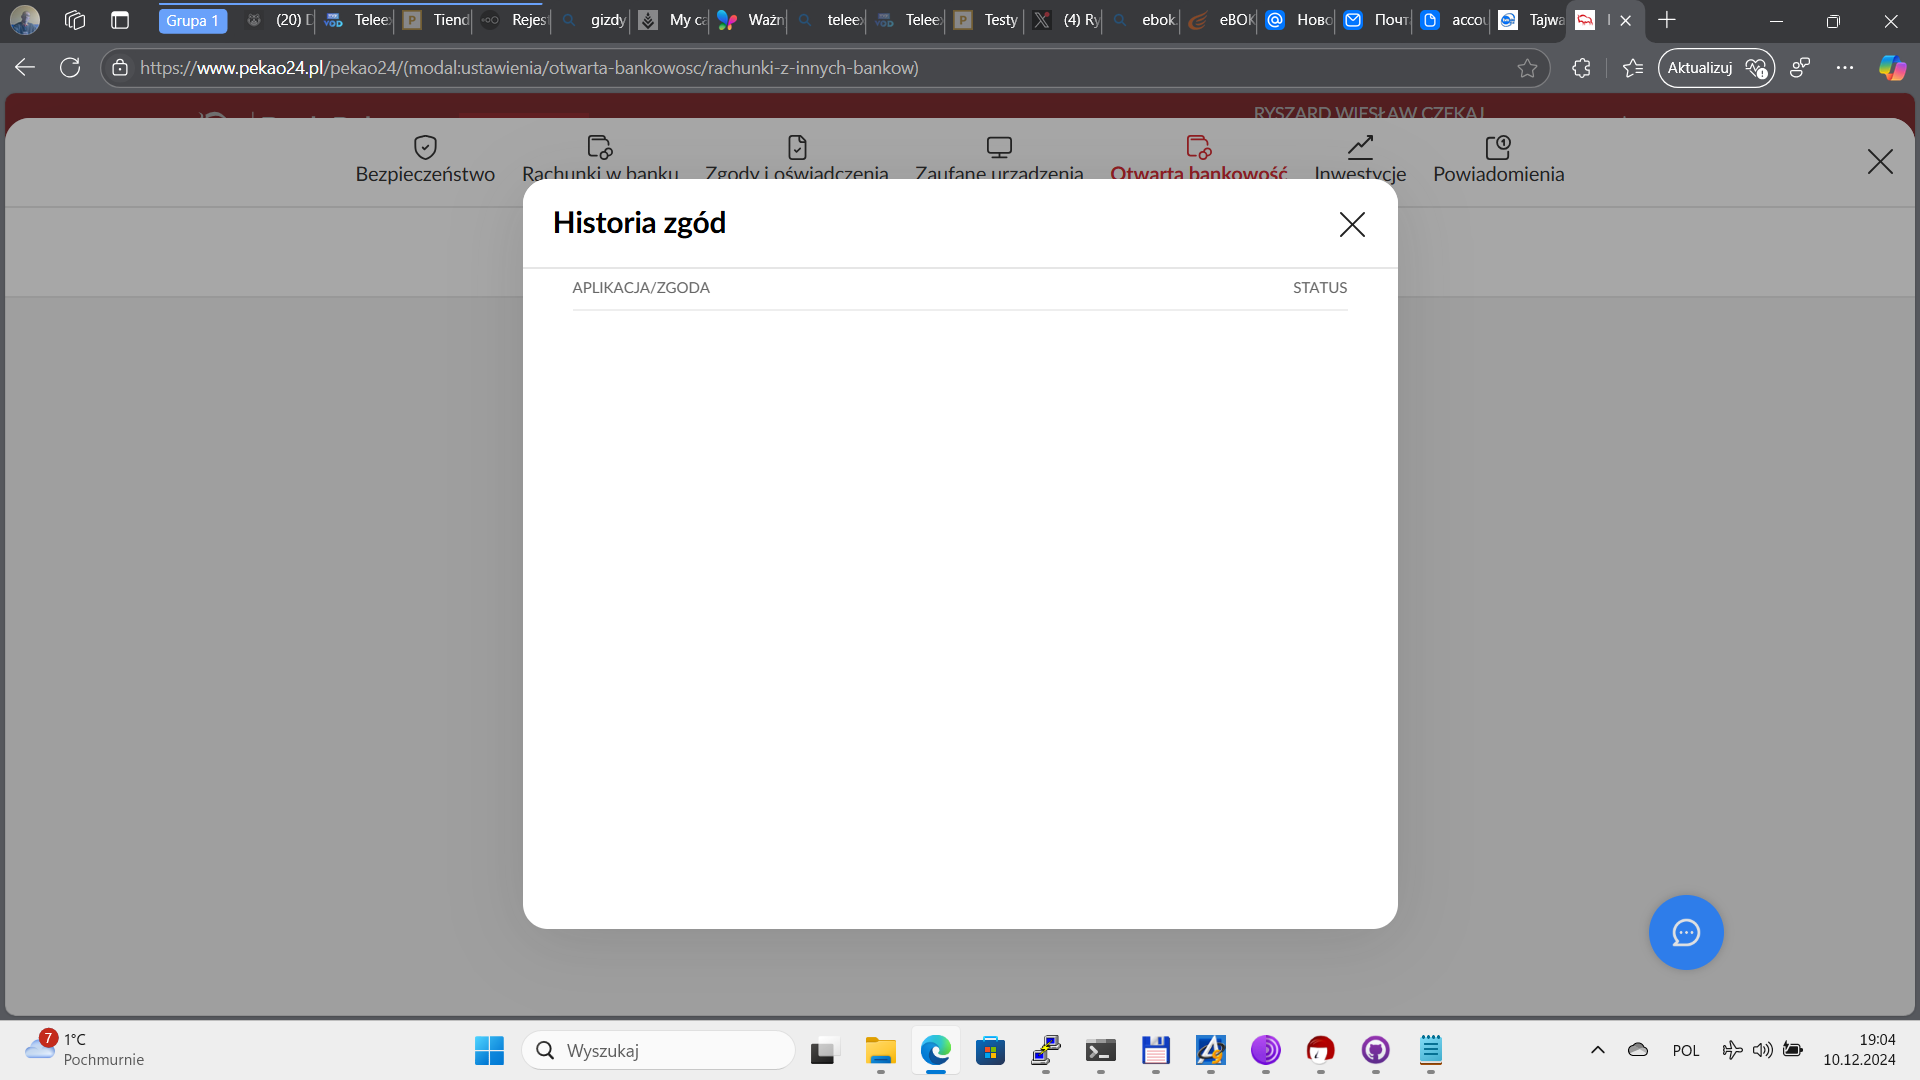 Grupa 1
(20)
Teleex
Tiend
Rejes
gizdy
My ca
Ważn
teleex
Teleex
Testy
(4) Ry
ebok.
eBOK
Ново
Почт
accou
Tajwa
https://www.pekao24.pl/pekao24/(modal:ustawienia/otwarta-bankowosc/rachunki-z-innych-bankow)
Aktualizuj
RYSZARD WIESŁAW CZEKAJ
Bezpieczeństwo
Rachunki w banku
Zgody i oświadczenia
Zaufane urządzenia
Otwarta bankowość
Inwestycje
Powiadomienia
Historia zgód
APLIKACJA/ZGODA STATUS
7
1°C
Pochmurnie
Wyszukaj
POL
19:04
10.12.2024